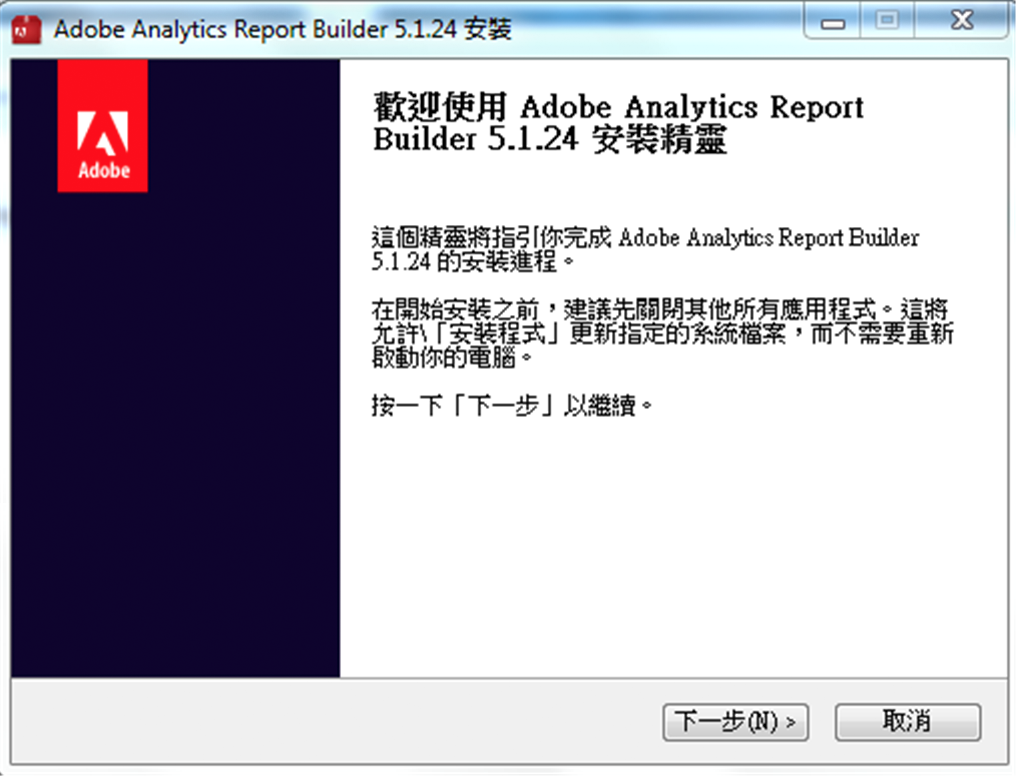 Adobe Analytics Report Builder 5.1.24 安裝
Adobe
歡迎使用 Adobe Analytics Report
Builder 5.1.24 安裝精靈
這個精靈將指引你完成 Adobe Analytics Report Builder
5.1.24 的安裝進程。
在開始安裝之前，建議先關閉其他所有應用程式。這將
允許\「安裝程式」更新指定的系統檔案，而不需要重新
啟動你的電腦。
按一下「下一步」以繼續。
下一步(N) >
取消